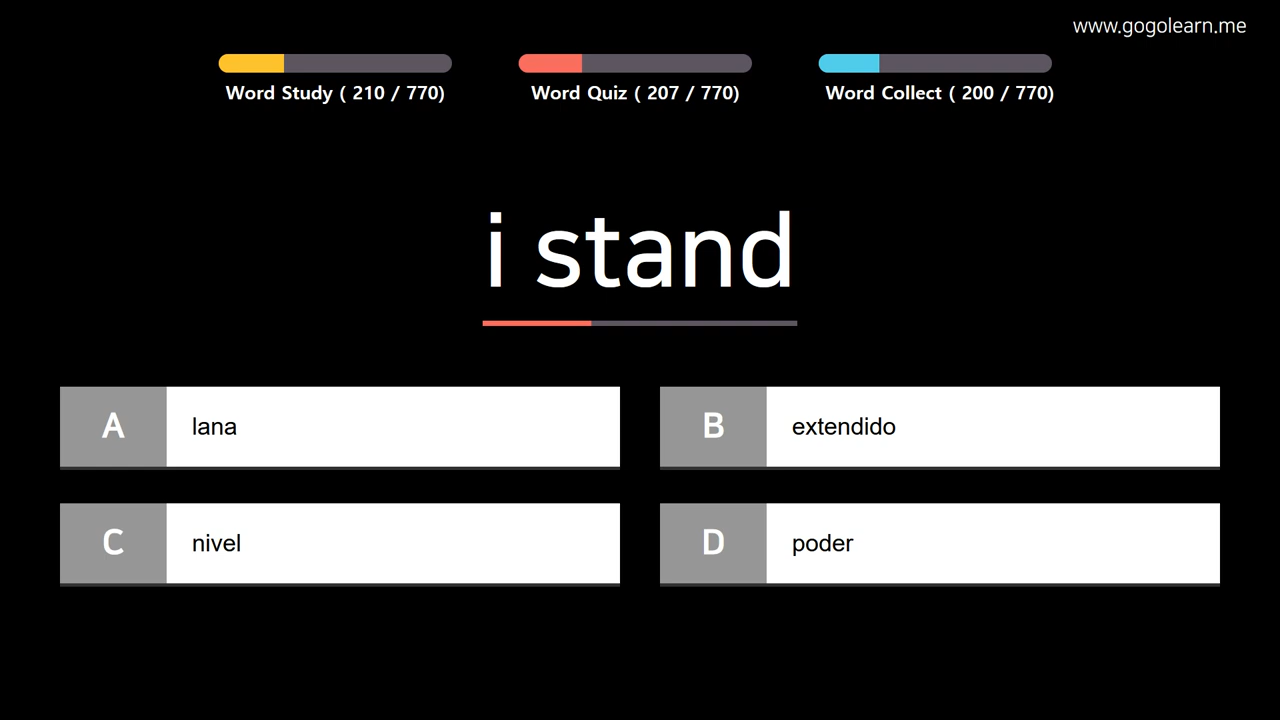 www.gogolearn.me
Word Study ( 210 / 770)
Word Quiz ( 207 / 770)
Word Collect ( 200 / 770)
i stand
A lana
B extendido
C nivel
D poder